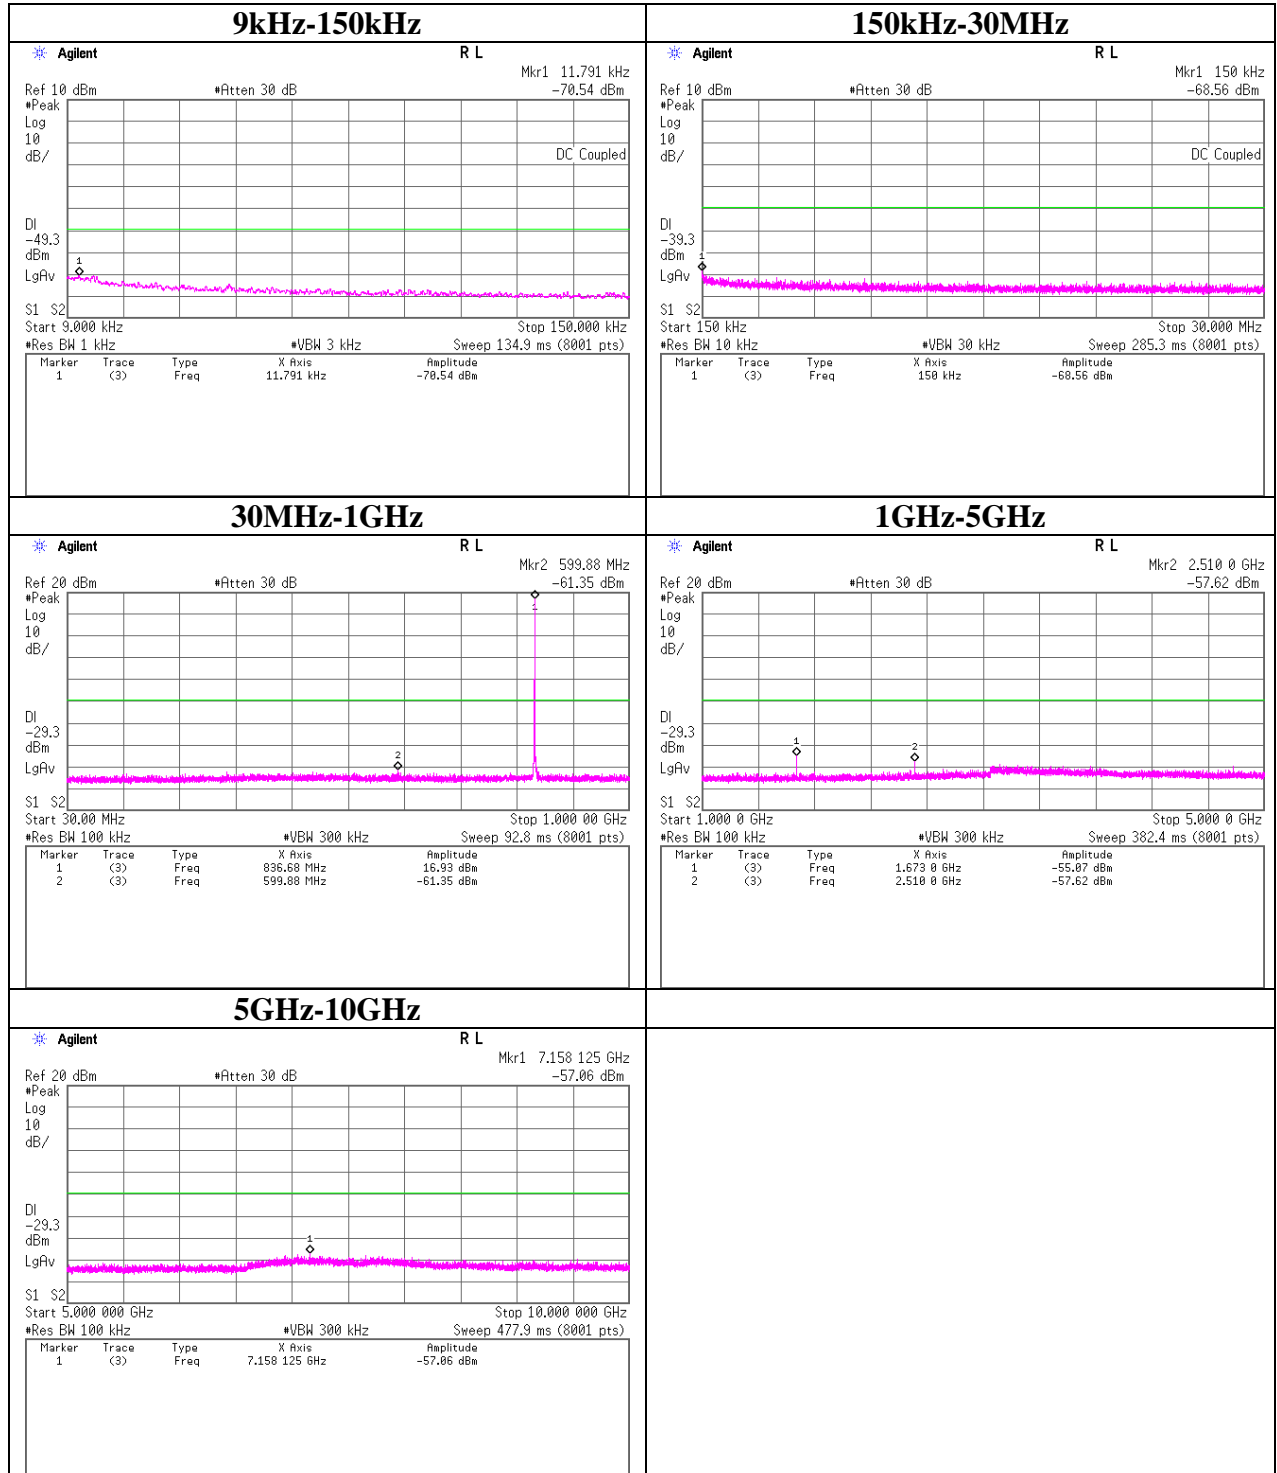 9kHz-150kHz
Agilent R L
Mkr1 11.791 kHz
Ref 10 dBm #Atten 30 dB -70.54 dBm
#Peak
Log
10
dB/
DC Coupled
DI
-49.3
dBm
LgAv
1
S1 S2
Start 9.000 kHz Stop 150.000 kHz
#Res BW 1 kHz #VBW 3 kHz Sweep 134.9 ms (8001 pts)
Marker Trace Type X Axis Amplitude
1 (3) Freq 11.791 kHz -70.54 dBm
150kHz-30MHz
Agilent R L
Mkr1 150 kHz
Ref 10 dBm #Atten 30 dB -68.56 dBm
#Peak
Log
10
dB/
DC Coupled
DI
-39.3
dBm
LgAv
1
S1 S2
Start 150 kHz Stop 30.000 MHz
#Res BW 10 kHz #VBW 30 kHz Sweep 285.3 ms (8001 pts)
Marker Trace Type X Axis Amplitude
1 (3) Freq 150 kHz -68.56 dBm
30MHz-1GHz
Agilent R L
Mkr2 599.88 MHz
Ref 20 dBm #Atten 30 dB -61.35 dBm
#Peak
Log
10
dB/
1
DI
-29.3
dBm
LgAv
2
S1 S2
Start 30.00 MHz Stop 1.000 00 GHz
#Res BW 100 kHz #VBW 300 kHz Sweep 92.8 ms (8001 pts)
Marker Trace Type X Axis Amplitude
1 (3) Freq 836.68 MHz 16.93 dBm
2 (3) Freq 599.88 MHz -61.35 dBm
1GHz-5GHz
Agilent R L
Mkr2 2.510 0 GHz
Ref 20 dBm #Atten 30 dB -57.62 dBm
#Peak
Log
10
dB/
DI
-29.3
dBm
LgAv
1 2
S1 S2
Start 1.000 0 GHz Stop 5.000 0 GHz
#Res BW 100 kHz #VBW 300 kHz Sweep 382.4 ms (8001 pts)
Marker Trace Type X Axis Amplitude
1 (3) Freq 1.673 0 GHz -55.07 dBm
2 (3) Freq 2.510 0 GHz -57.62 dBm
5GHz-10GHz
Agilent R L
Mkr1 7.158 125 GHz
Ref 20 dBm #Atten 30 dB -57.06 dBm
#Peak
Log
10
dB/
DI
-29.3
dBm
LgAv
1
S1 S2
Start 5.000 000 GHz Stop 10.000 000 GHz
#Res BW 100 kHz #VBW 300 kHz Sweep 477.9 ms (8001 pts)
Marker Trace Type X Axis Amplitude
1 (3) Freq 7.158 125 GHz -57.06 dBm